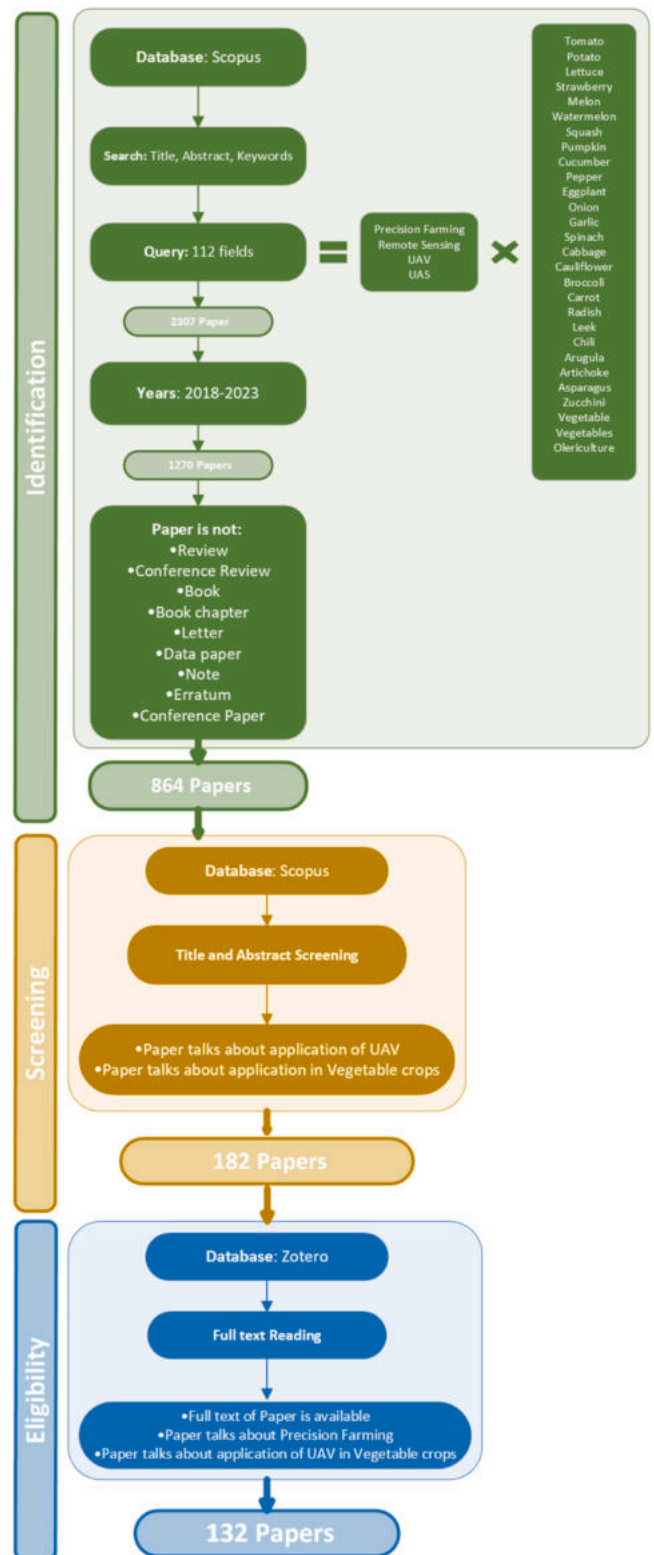 Identification
Database: Scopus
Search: Title, Abstract, Keywords
Query: 112 fields
=
Precision Farming
Remote Sensing
UAV
UAS
×
Tomato
Potato
Lettuce
Strawberry
Melon
Watermelon
Squash
Pumpkin
Cucumber
Pepper
Eggplant
Onion
Garlic
Spinach
Cabbage
Cauliflower
Broccoli
Carrot
Radish
Leek
Chili
Arugula
Artichoke
Asparagus
Zucchini
Vegetable
Vegetables
Olericulture
2307 Paper
Years: 2018-2023
1270 Papers
Paper is not:
•Review
•Conference Review
•Book
•Book chapter
•Letter
•Data paper
•Note
•Erratum
•Conference Paper
864 Papers
Screening
Database: Scopus
Title and Abstract Screening
•Paper talks about application of UAV
•Paper talks about application in Vegetable crops
182 Papers
Eligibility
Database: Zotero
Full text Reading
•Full text of Paper is available
•Paper talks about Precision Farming
•Paper talks about application of UAV in Vegetable crops
132 Papers